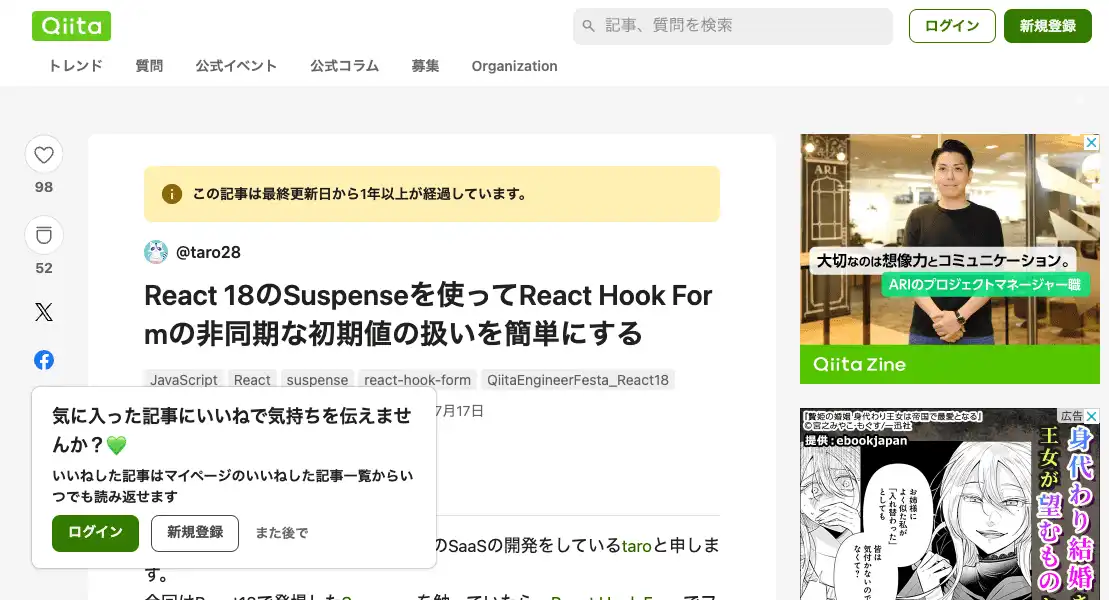 Qiita
記事、質問を検索
ログイン
新規登録
トレンド
質問
公式イベント
公式コラム
募集
Organization
98
52
この記事は最終更新日から1年以上が経過しています。
@taro28
React 18のSuspenseを使ってReact Hook For
mの非同期な初期値の扱いを簡単にする
JavaScript React suspense react-hook-form QiitaEngineerFesta_React18
7月17日
気に入った記事にいいねで気持ちを伝えませ
んか？💚
いいねした記事はマイページのいいねした記事一覧からい
つでも読み返せます
ログイン
新規登録
また後で
のSaaSの開発をしているtaroと申しま
す。
ARI
大切なのは想像力とコミュニケーション。
ARIのプロジェクトマネージャー職
Qiita Zine
広告
「贄姫の婚姻 身代わり王女は帝国で最愛となる」
©宮之みやこ・もぐす/一迅社
提供：ebookjapan
身代わり結婚
王女が望むもの
お姉様に
よく似た私が
「入れ替わった」
としても
皆は
気付かないの
なくて？